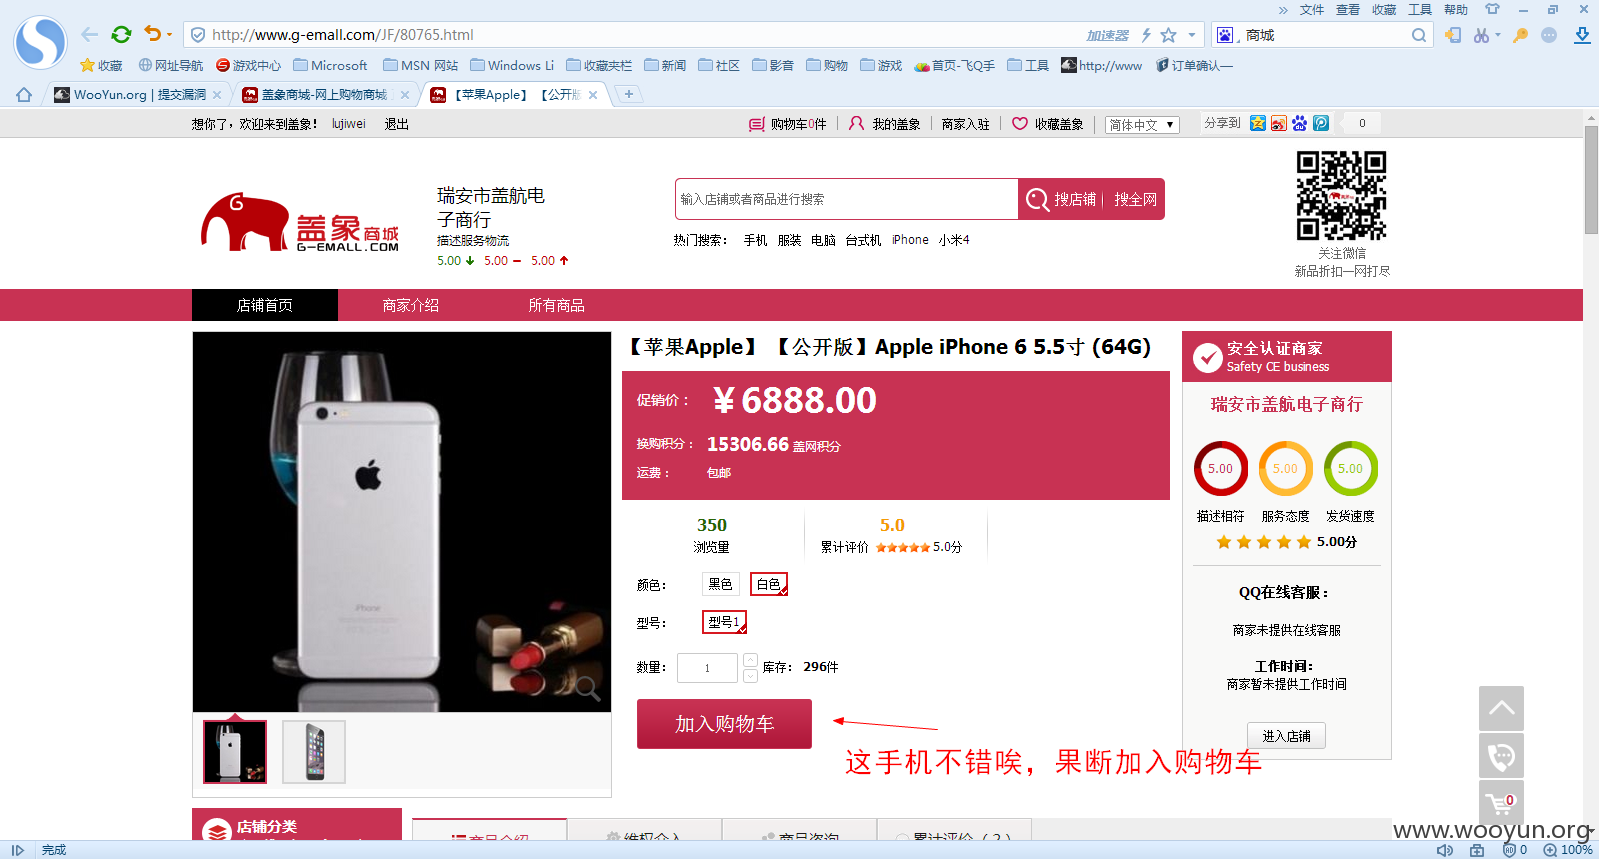 » 文件 查看 收藏 工具 帮助
http://www.g-emall.com/JF/80765.html 加速器 商城
收藏 网址导航 游戏中心 Microsoft MSN 网站 Windows Li 收藏夹栏 新闻 社区 影音 购物 游戏 首页-飞Q手 工具 http://www 订单确认—
WooYun.org | 提交漏洞 盖象商城-网上购物商城 【苹果Apple】 【公开版
想你了，欢迎来到盖象！ lujiwei 退出 购物车0件 我的盖象 商家入驻 收藏盖象 简体中文 分享到 0
盖象商城
G-EMALL.COM
瑞安市盖航电
子商行
描述服务物流
5.00 5.00 5.00
输入店铺或者商品进行搜索 搜店铺 搜全网
热门搜索： 手机 服装 电脑 台式机 iPhone 小米4
关注微信
新品折扣一网打尽
店铺首页 商家介绍 所有商品
【苹果Apple】 【公开版】Apple iPhone 6 5.5寸 (64G)
促销价： ¥6888.00
换购积分： 15306.66 盖网积分
运费： 包邮
350 5.0
浏览量 累计评价 5.0分
颜色： 黑色 白色
型号： 型号1
数量： 1 库存： 296件
加入购物车
这手机不错唉，果断加入购物车
安全认证商家
Safety CE business
瑞安市盖航电子商行
5.00 5.00 5.00
描述相符 服务态度 发货速度
5.00分
QQ在线客服：
商家未提供在线客服
工作时间：
商家暂未提供工作时间
进入店铺
0
iPhone
店铺分类
商品介绍 维权介入 商品咨询 累计评价（2）
www.wooyun.org
完成 0 100%